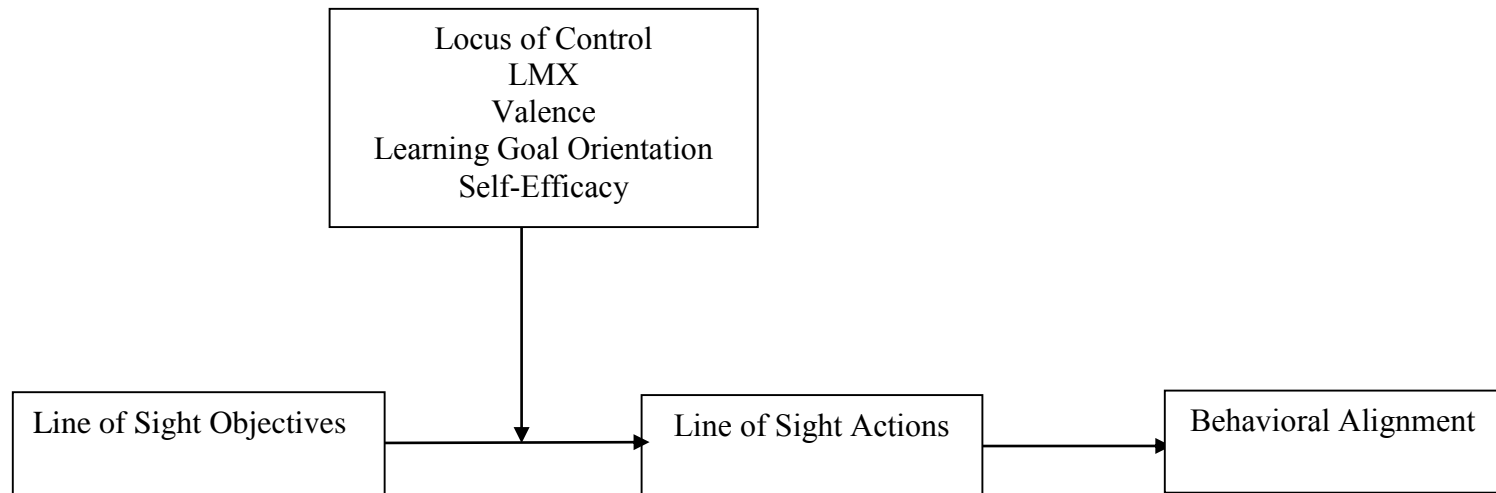 Locus of Control
LMX
Valence
Learning Goal Orientation
Self-Efficacy
Line of Sight Objectives
Line of Sight Actions
Behavioral Alignment